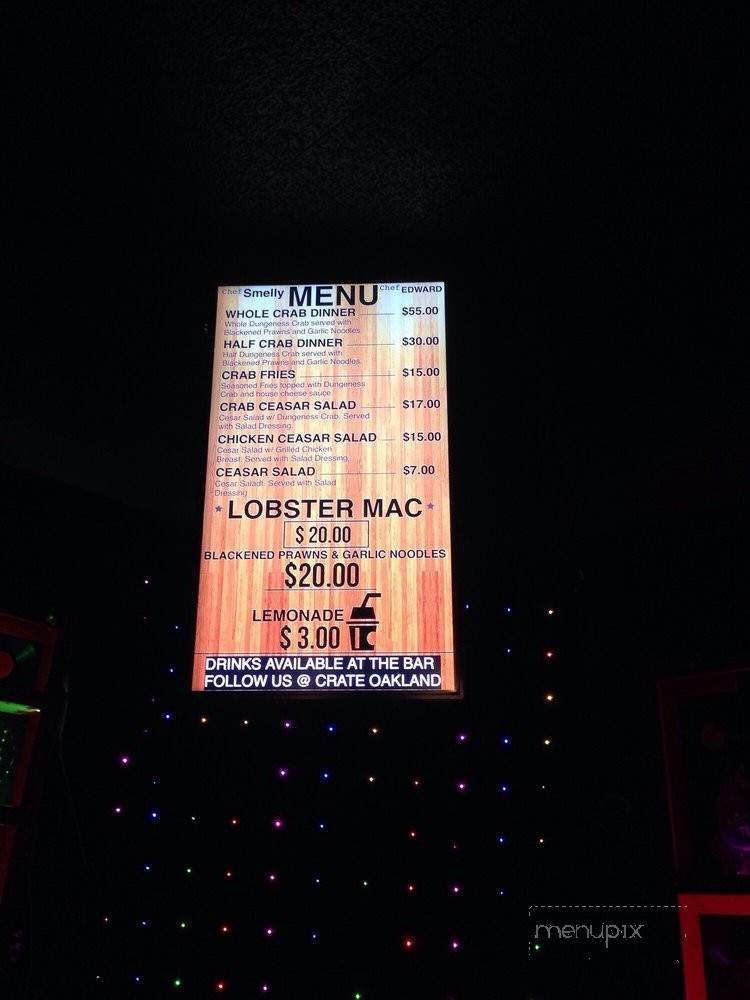 Chef Smelly MENU Chef EDWARD
WHOLE CRAB DINNER $55.00
Whole Dungeness Crab served with
Blackened Prawns and Garlic Noodles
HALF CRAB DINNER $30.00
Half Dungeness Crab served with
Blackened Prawns and Garlic Noodles.
CRAB FRIES $15.00
Seasoned Fries topped with Dungeness
Crab and house cheese sauce
CRAB CEASAR SALAD $17.00
Cesar Salad w/ Dungeness Crab. Served
with Salad Dressing.
CHICKEN CEASAR SALAD $15.00
Cesar Salad w/ Grilled Chicken
Breast. Served with Salad Dressing
CEASAR SALAD $7.00
Cesar Saladt. Served with Salad
Dressing
* LOBSTER MAC *
$ 20.00
BLACKENED PRAWNS & GARLIC NOODLES
$20.00
LEMONADE
$ 3.00
DRINKS AVAILABLE AT THE BAR
FOLLOW US @ CRATE OAKLAND
menupix